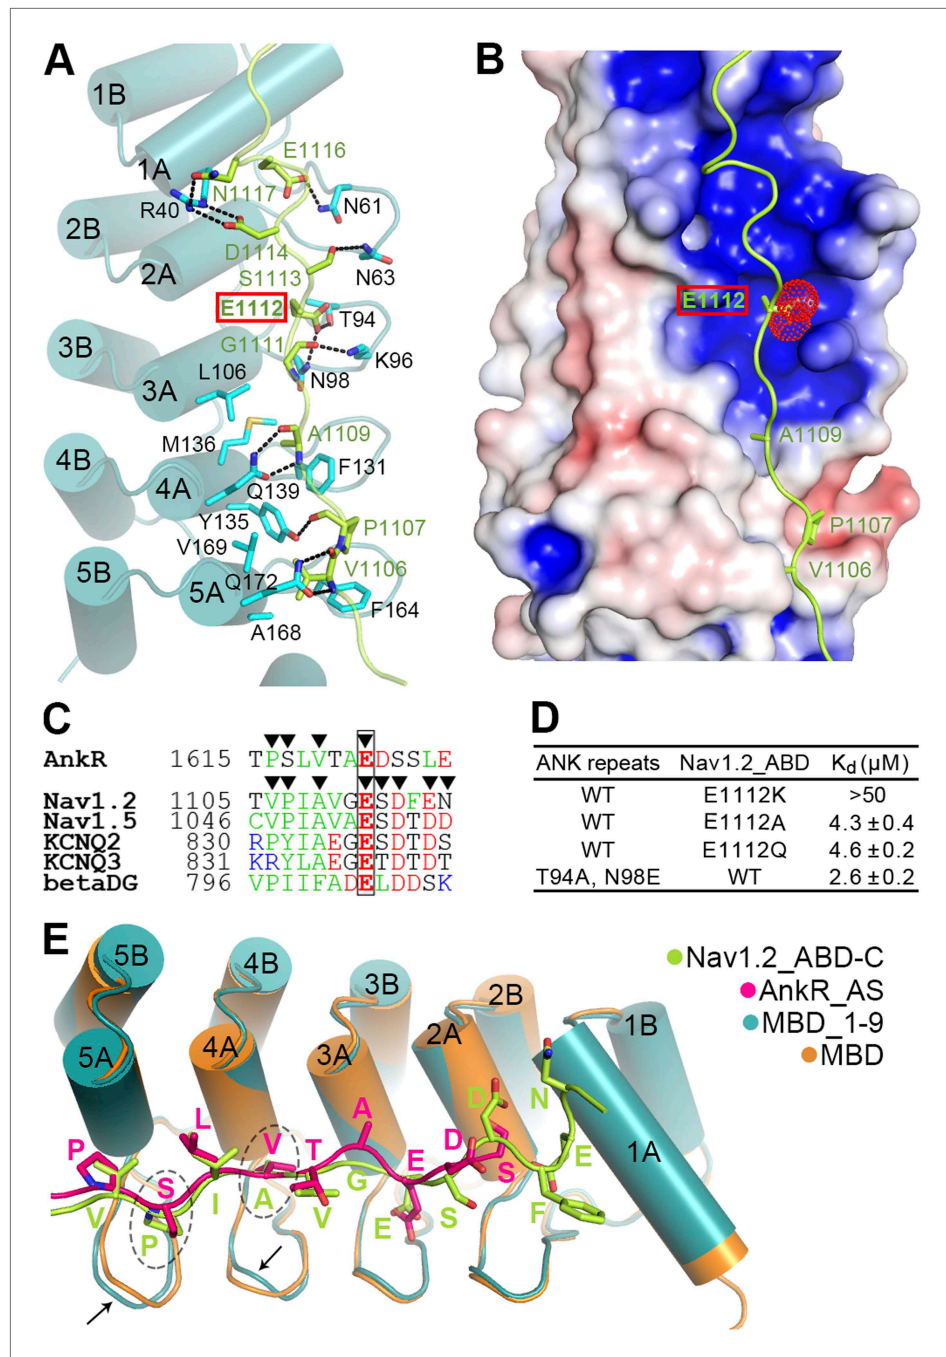 A
1B
1A
E1116
N1117
R40
N61
2B
D1114
2A
S1113
N63
E1112
T94
3B
G1111
K96
3A
L106
N98
M136
A1109
4B
4A
Q139
F131
Y135
P1107
V169
5B
5A
Q172
V1106
F164
A168
B
E1112
A1109
P1107
V1106
C
AnkR 1615 TPSLVTAEDSSLE
Nav1.2 1105 TVPIAVGESDFEN
Nav1.5 1046 CVPIAVAESDTDD
KCNQ2 830 RPYIAEGESDTDS
KCNQ3 831 KRYLAEGETDTDT
betaDG 796 VPIIFADELDDSK
D
ANK repeats Nav1.2_ABD Kd (μM)
WT E1112K >50
WT E1112A 4.3 ± 0.4
WT E1112Q 4.6 ± 0.2
T94A, N98E WT 2.6 ± 0.2
E
5B
4B
3B
2B
1B
5A
4A
3A
2A
1A
P
L
S
V
T
A
E
D
S
V
P
I
A
V
G
E
S
D
F
E
N
Nav1.2_ABD-C
AnkR_AS
MBD_1-9
MBD